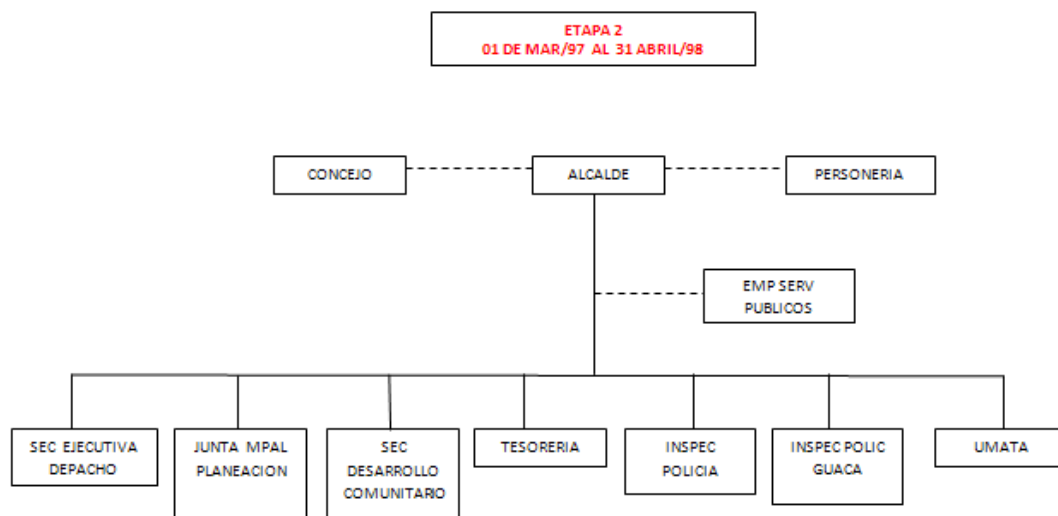 ETAPA 2
01 DE MAR/97 AL 31 ABRIL/98
CONCEJO
ALCALDE
PERSONERIA
EMP SERV
PUBLICOS
SEC EJECUTIVA
DEPACHO
JUNTA MPAL
PLANEACION
SEC
DESARROLLO
COMUNITARIO
TESORERIA
INSPEC
POLICIA
INSPEC POLIC
GUACA
UMATA